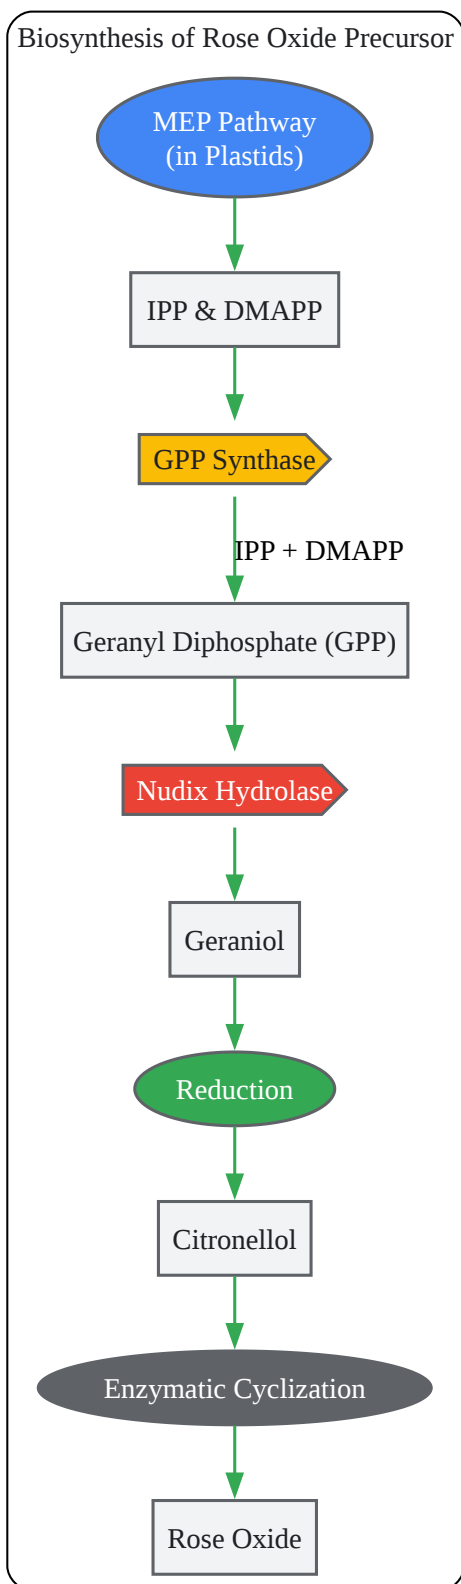 Biosynthesis of Rose Oxide Precursor
MEP Pathway
(in Plastids)
IPP & DMAPP
GPP Synthase
IPP + DMAPP
Geranyl Diphosphate (GPP)
Nudix Hydrolase
Geraniol
Reduction
Citronellol
Enzymatic Cyclization
Rose Oxide